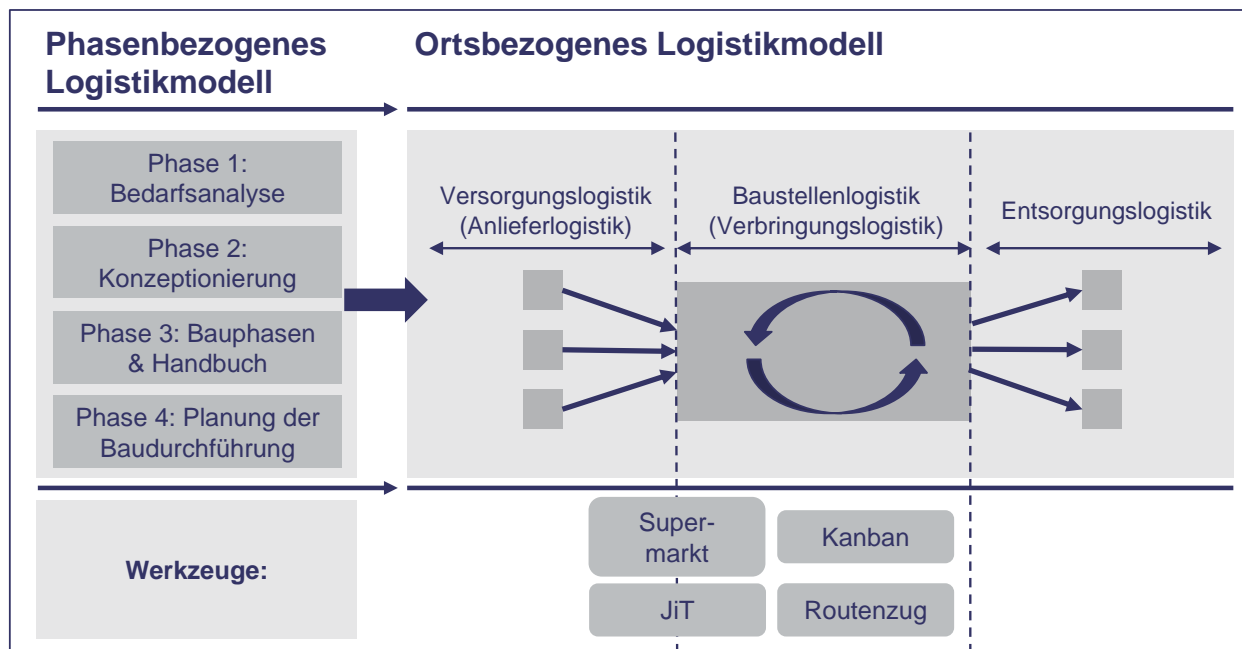 Phasenbezogenes
Logistikmodell
Ortsbezogenes Logistikmodell
Phase 1:
Bedarfsanalyse
Phase 2:
Konzeptionierung
Phase 3: Bauphasen
& Handbuch
Phase 4: Planung der
Baudurchführung
Versorgungslogistik
(Anlieferlogistik)
Baustellenlogistik
(Verbringungslogistik)
Entsorgungslogistik
Werkzeuge:
Super-
markt
Kanban
JiT
Routenzug